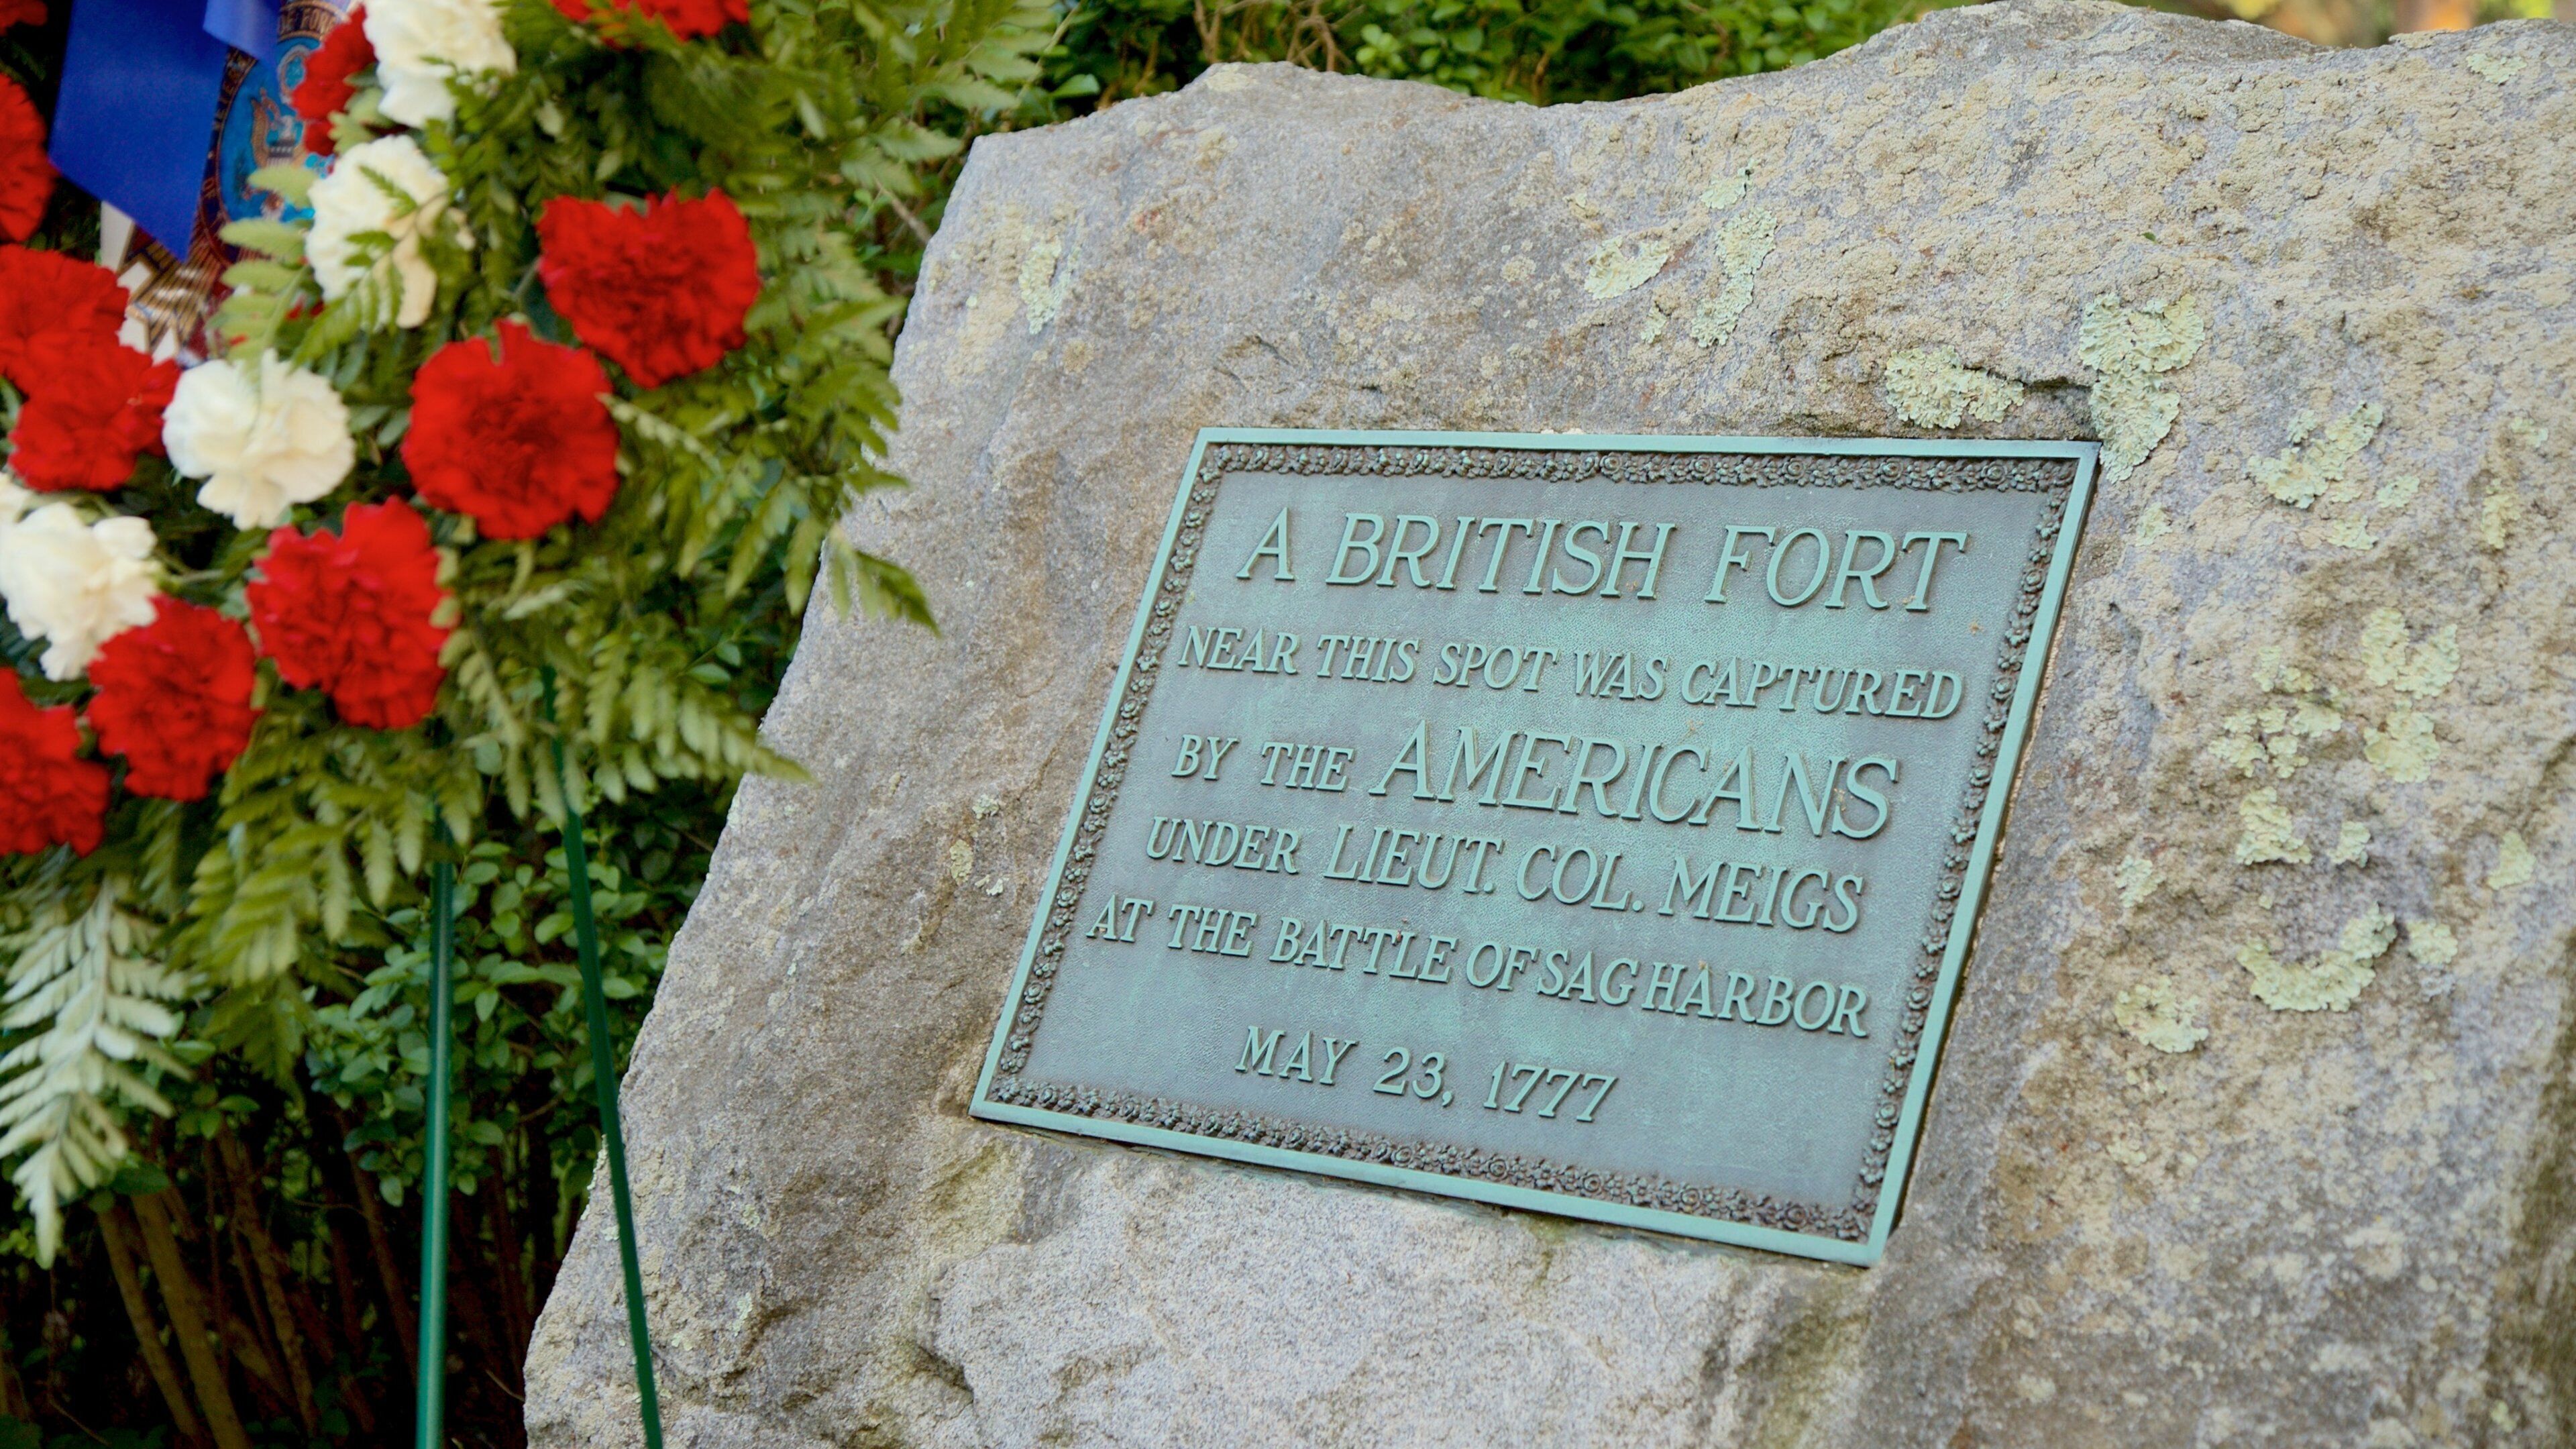 A BRITISH FORT
NEAR THIS SPOT WAS CAPTURED
BY THE AMERICANS
UNDER LIEUT. COL. MEIGS
AT THE BATTLE OF SAG HARBOR
MAY 23, 1777